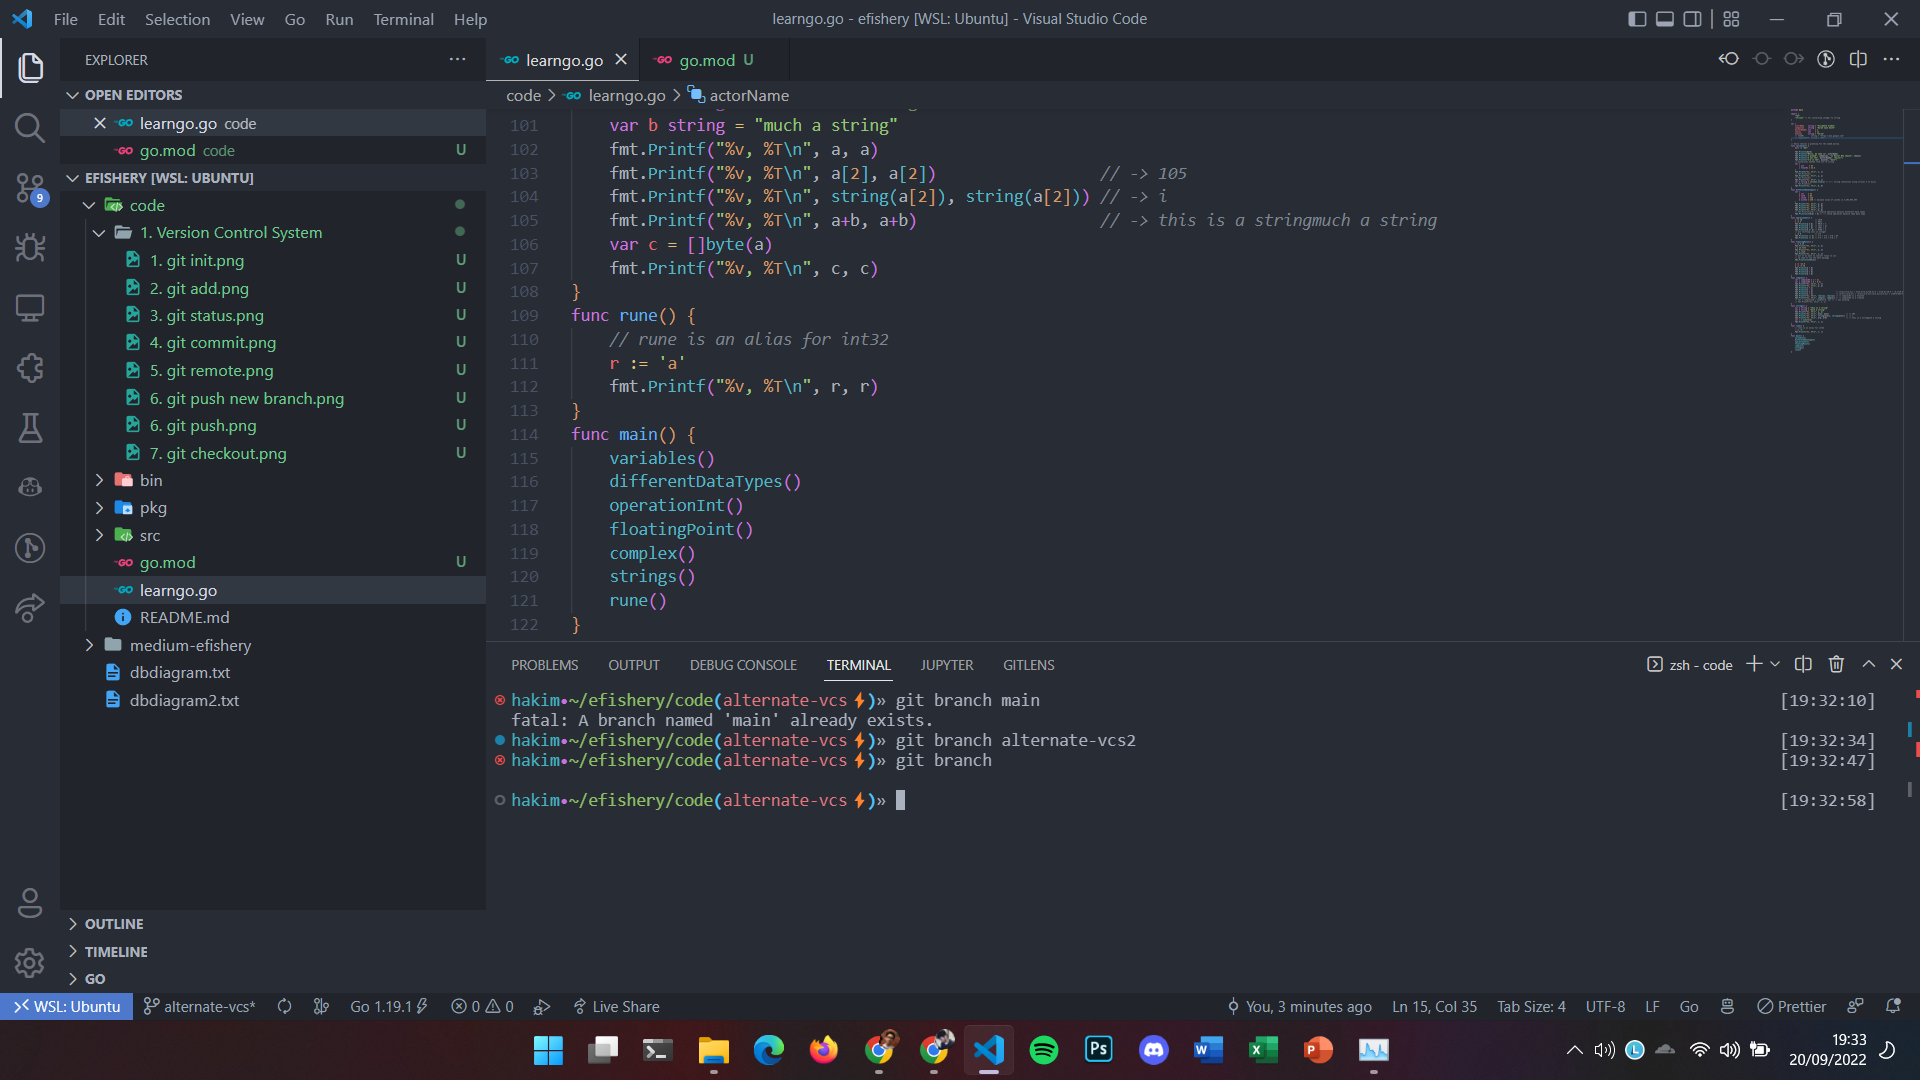 File Edit Selection View Go Run Terminal Help
learngo.go - efishery [WSL: Ubuntu] - Visual Studio Code
EXPLORER
OPEN EDITORS
learngo.go code
go.mod code U
EFISHERY [WSL: UBUNTU]
code
1. Version Control System
1. git init.png U
2. git add.png U
3. git status.png U
4. git commit.png U
5. git remote.png U
6. git push new branch.png U
6. git push.png U
7. git checkout.png U
bin
pkg
src
go.mod U
learngo.go
README.md
medium-efishery
dbdiagram.txt
dbdiagram2.txt
OUTLINE
TIMELINE
GO
9
learngo.go
go.mod U
code > learngo.go > actorName
101 var b string = "much a string"
102 fmt.Printf("%v, %T\n", a, a)
103 fmt.Printf("%v, %T\n", a[2], a[2]) // -> 105
104 fmt.Printf("%v, %T\n", string(a[2]), string(a[2])) // -> i
105 fmt.Printf("%v, %T\n", a+b, a+b) // -> this is a stringmuch a string
106 var c = []byte(a)
107 fmt.Printf("%v, %T\n", c, c)
108 }
109 func rune() {
110 // rune is an alias for int32
111 r := 'a'
112 fmt.Printf("%v, %T\n", r, r)
113 }
114 func main() {
115 variables()
116 differentDataTypes()
117 operationInt()
118 floatingPoint()
119 complex()
120 strings()
121 rune()
122 }
PROBLEMS OUTPUT DEBUG CONSOLE TERMINAL JUPYTER GITLENS
zsh - code
hakim•~/efishery/code(alternate-vcs⚡)» git branch main [19:32:10]
fatal: A branch named 'main' already exists.
hakim•~/efishery/code(alternate-vcs⚡)» git branch alternate-vcs2 [19:32:34]
hakim•~/efishery/code(alternate-vcs⚡)» git branch [19:32:47]
hakim•~/efishery/code(alternate-vcs⚡)» [19:32:58]
WSL: Ubuntu alternate-vcs* Go 1.19.1 0 0 Live Share
You, 3 minutes ago Ln 15, Col 35 Tab Size: 4 UTF-8 LF Go Prettier
Ps
19:33
20/09/2022